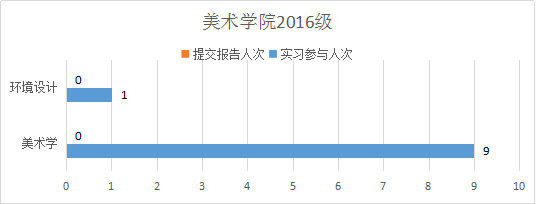 美术学院2016级
提交报告人次 实习参与人次
环境设计
0
1
美术学
0
9
0 1 2 3 4 5 6 7 8 9 10